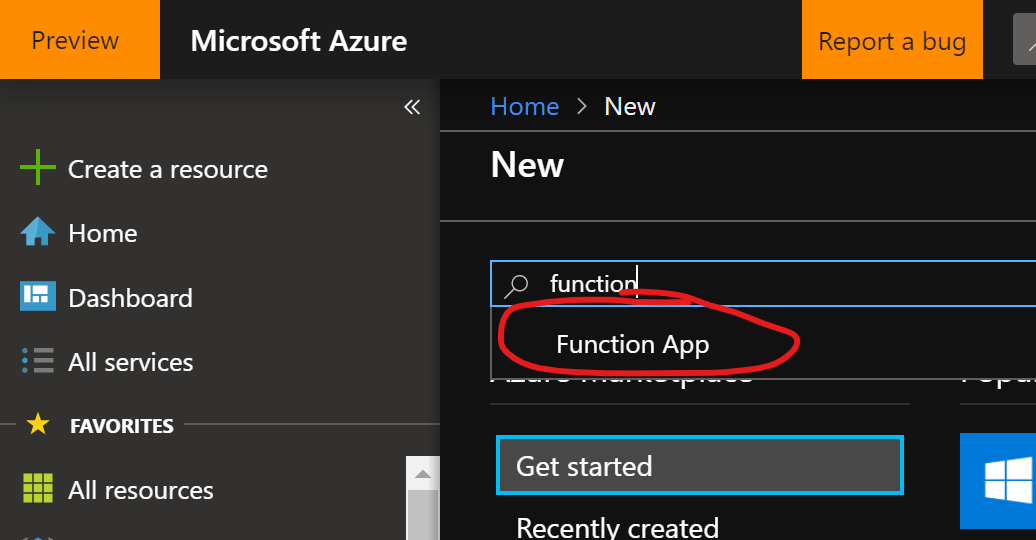 Preview
Microsoft Azure
Report a bug
Create a resource
Home
Dashboard
All services
FAVORITES
All resources
Home > New
New
function
Function App
Azure Marketplace
Get started
Recently created